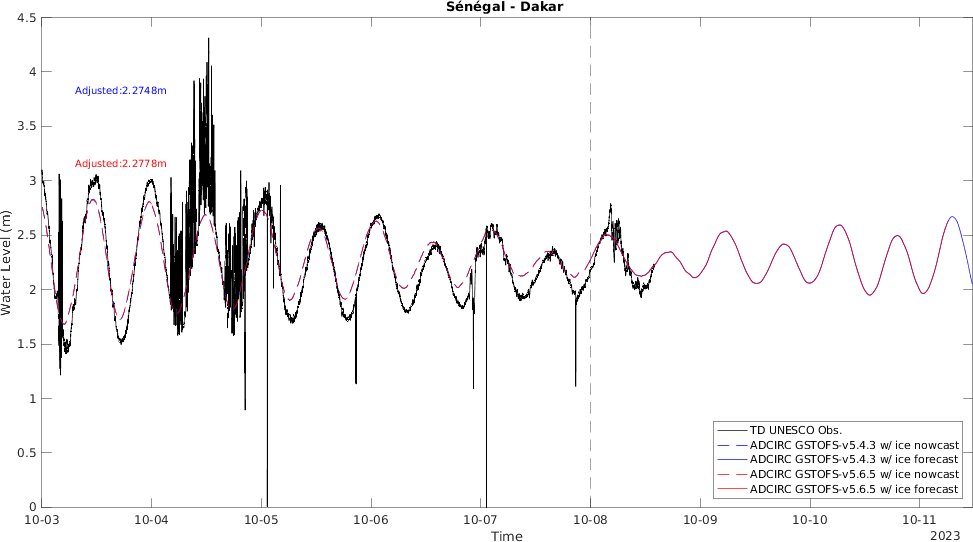 Sénégal - Dakar
4.5
4
3.5
3
2.5
2
1.5
1
0.5
0
Water Level (m)
Adjusted:2.2748m
Adjusted:2.2778m
TD UNESCO Obs.
ADCIRC GSTOFS-v5.4.3 w/ ice nowcast
ADCIRC GSTOFS-v5.4.3 w/ ice forecast
ADCIRC GSTOFS-v5.6.5 w/ ice nowcast
ADCIRC GSTOFS-v5.6.5 w/ ice forecast
10-03 10-04 10-05 10-06 10-07 10-08 10-09 10-10 10-11
Time
2023